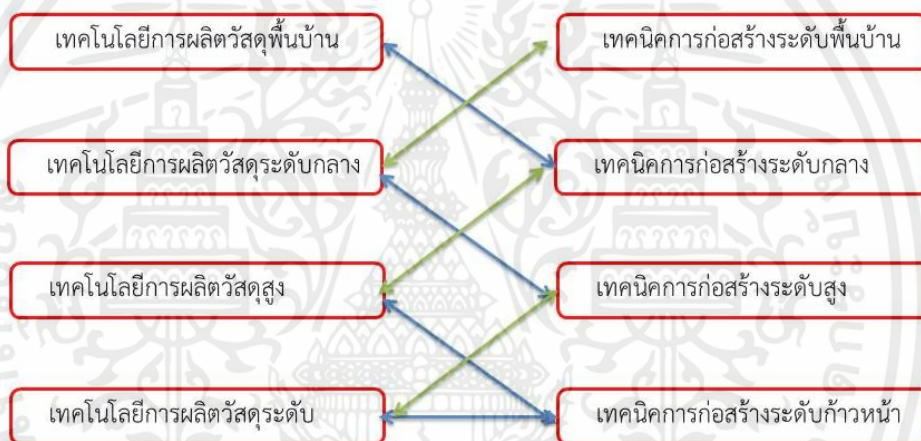 เทคโนโลยีการผลิตวัสดุพื้นบ้าน
เทคนิคการก่อสร้างระดับพื้นบ้าน
เทคโนโลยีการผลิตวัสดุระดับกลาง
เทคนิคการก่อสร้างระดับกลาง
เทคโนโลยีการผลิตวัสดุสูง
เทคนิคการก่อสร้างระดับสูง
เทคโนโลยีการผลิตวัสดุระดับ
เทคนิคการก่อสร้างระดับก้าวหน้า